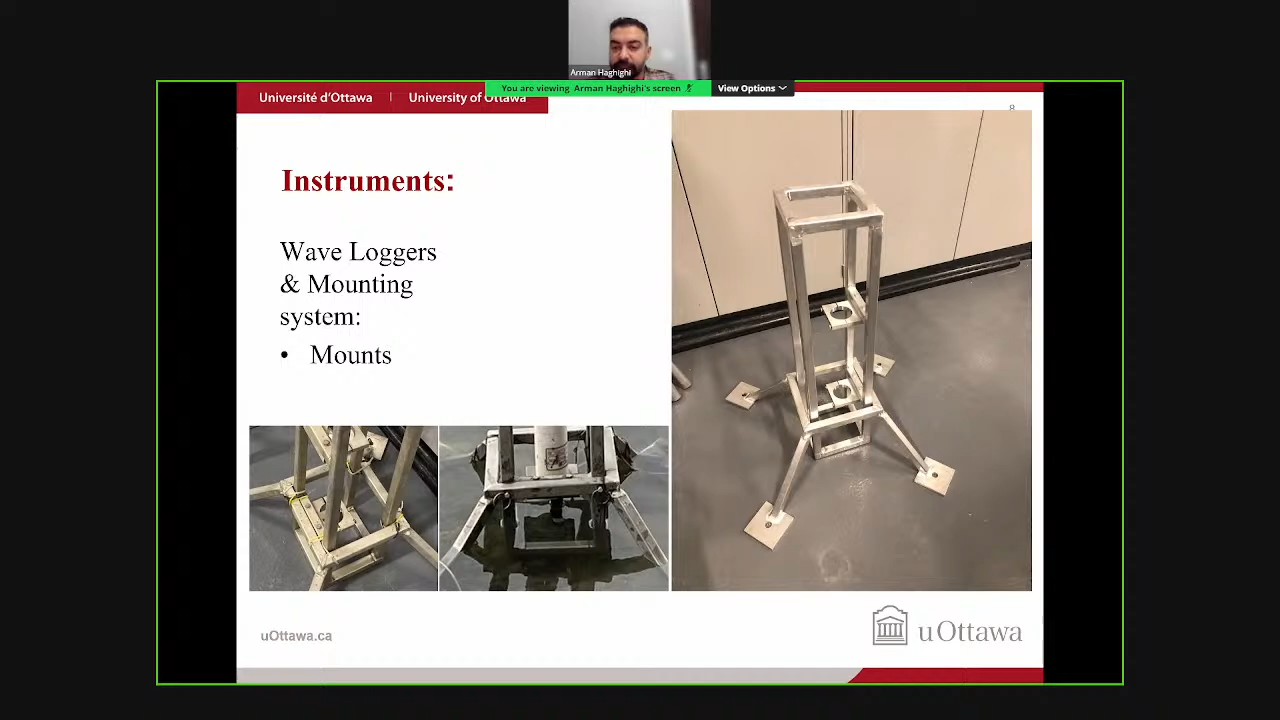 Arman Haghighi
You are viewing Arman Haghighi's screen
View Options
Université d'Ottawa | University of Ottawa
8
Instruments:
Wave Loggers
& Mounting
system:
• Mounts
uOttawa.ca
uOttawa